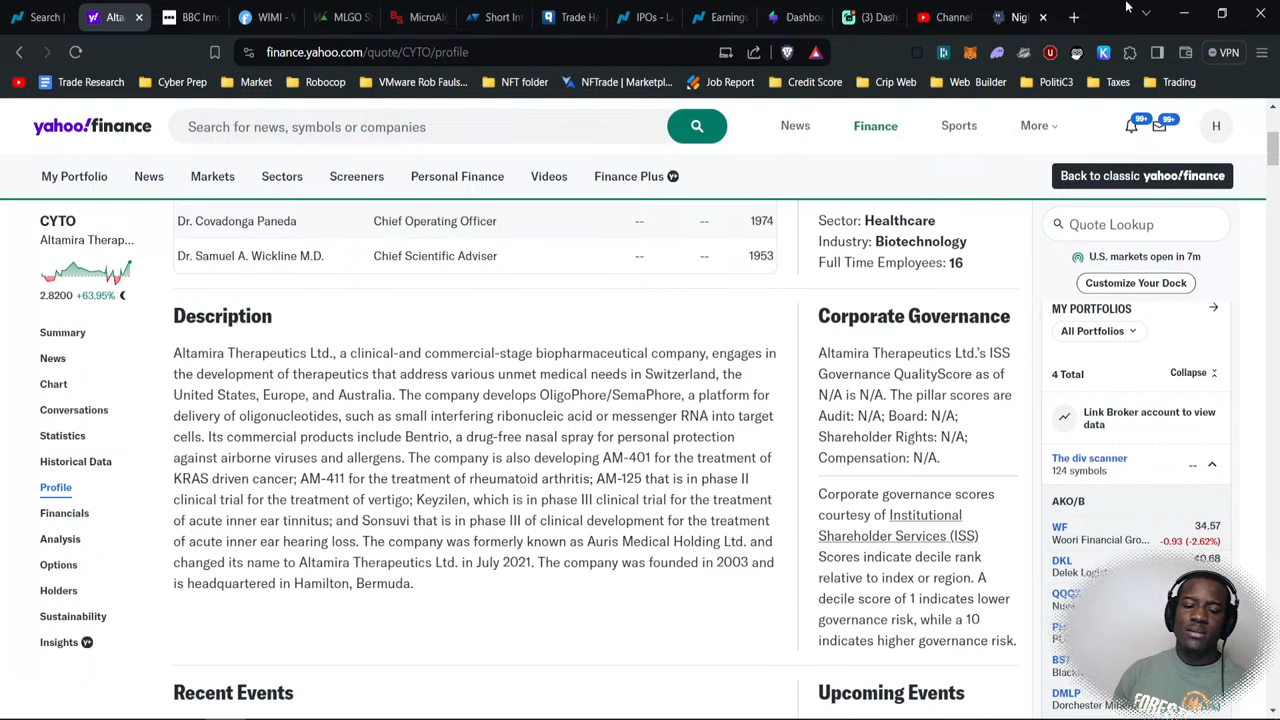 Search |
Alta
BBC Inno
WIMI - V
MLGO S
MicroAl
Short Int
Trade Ha
IPOs - La
Earning
Dashbo
(3) Dash
Channel
Nig
finance.yahoo.com/quote/CYTO/profile
VPN
Trade Research
Cyber Prep
Market
Robocop
VMware Rob Faults...
NFT folder
NFTrade | Marketpl...
Job Report
Credit Score
Crip Web
Web Builder
PolitiC3
Taxes
Trading
yahoo!finance
Search for news, symbols or companies
News
Finance
Sports
More
99+
99+
H
My Portfolio
News
Markets
Sectors
Screeners
Personal Finance
Videos
Finance Plus
Back to classic yahoo!finance
CYTO
Altamira Therap...
2.8200 +63.95%
Summary
News
Chart
Conversations
Statistics
Historical Data
Profile
Financials
Analysis
Options
Holders
Sustainability
Insights Y+
Dr. Covadonga Paneda Chief Operating Officer -- -- 1974
Dr. Samuel A. Wickline M.D. Chief Scientific Adviser -- -- 1953
Description
Altamira Therapeutics Ltd., a clinical-and commercial-stage biopharmaceutical company, engages in
the development of therapeutics that address various unmet medical needs in Switzerland, the
United States, Europe, and Australia. The company develops OligoPhore/SemaPhore, a platform for
delivery of oligonucleotides, such as small interfering ribonucleic acid or messenger RNA into target
cells. Its commercial products include Bentrio, a drug-free nasal spray for personal protection
against airborne viruses and allergens. The company is also developing AM-401 for the treatment of
KRAS driven cancer; AM-411 for the treatment of rheumatoid arthritis; AM-125 that is in phase II
clinical trial for the treatment of vertigo; Keyzilen, which is in phase III clinical trial for the treatment
of acute inner ear tinnitus; and Sonsuvi that is in phase III of clinical development for the treatment
of acute inner ear hearing loss. The company was formerly known as Auris Medical Holding Ltd. and
changed its name to Altamira Therapeutics Ltd. in July 2021. The company was founded in 2003 and
is headquartered in Hamilton, Bermuda.
Recent Events
Sector: Healthcare
Industry: Biotechnology
Full Time Employees: 16
Corporate Governance
Altamira Therapeutics Ltd.'s ISS
Governance QualityScore as of
N/A is N/A. The pillar scores are
Audit: N/A; Board: N/A;
Shareholder Rights: N/A;
Compensation: N/A.
Corporate governance scores
courtesy of Institutional
Shareholder Services (ISS)
Scores indicate decile rank
relative to index or region. A
decile score of 1 indicates lower
governance risk, while a 10
indicates higher governance risk.
Upcoming Events
Quote Lookup
U.S. markets open in 7m
Customize Your Dock
MY PORTFOLIOS
All Portfolios
4 Total
Collapse
Link Broker account to view
data
The div scanner --
124 symbols
AKO/B
WF 34.57
Woori Financial Gro... -0.93 (-2.62%)
DKL
Delek Logist
DMLP
Dorchester Mi